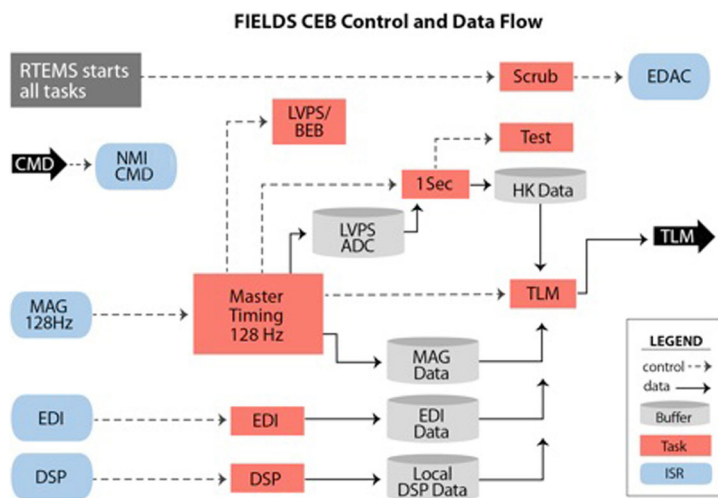 FIELDS CEB Control and Data Flow
RTEMS starts
all tasks
Scrub
EDAC
LVPS/
BEB
Test
CMD
NMI
CMD
1Sec
HK Data
LVPS
ADC
TLM
MAG
128Hz
Master
Timing
128 Hz
TLM
MAG
Data
EDI
EDI
EDI
Data
DSP
DSP
Local
DSP Data
LEGEND
control
data
Buffer
Task
ISR